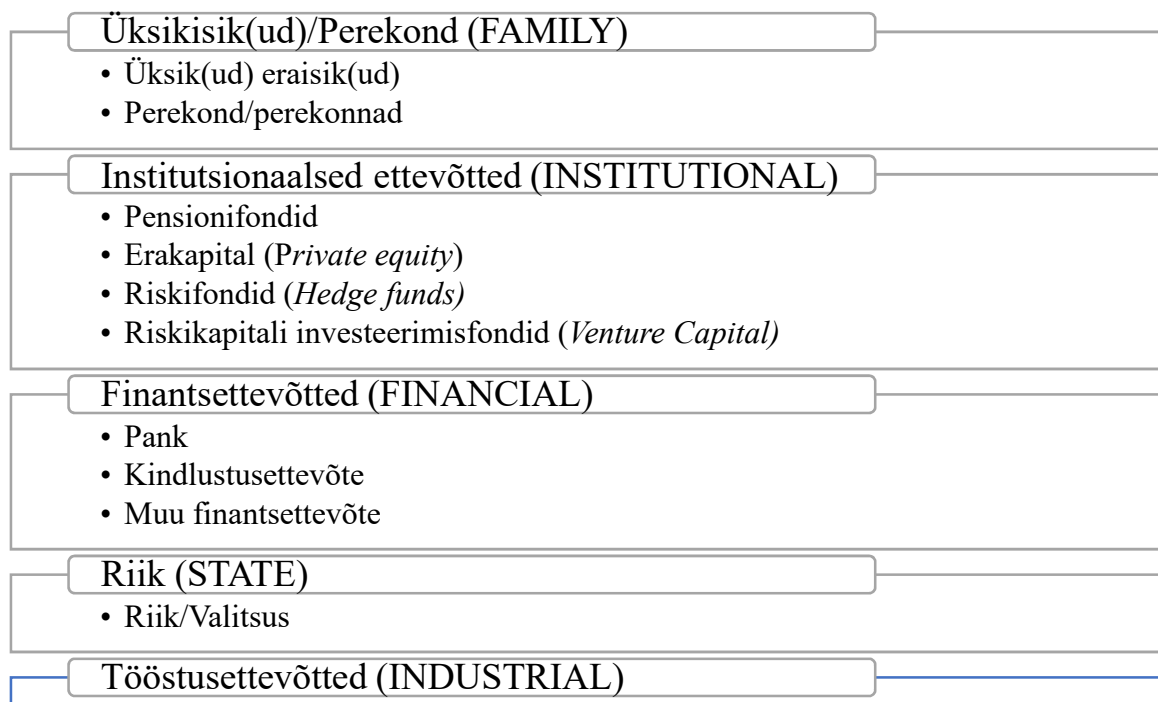 Üksikisik(ud)/Perekond (FAMILY)
• Üksik(ud) eraisik(ud)
• Perekond/perekonnad
Institutsionaalsed ettevõtted (INSTITUTIONAL)
• Pensionifondid
• Erakapital (Private equity)
• Riskifondid (Hedge funds)
• Riskikapitali investeerimisfondid (Venture Capital)
Finantsettevõtted (FINANCIAL)
• Pank
• Kindlustusettevõte
• Muu finantsettevõte
Riik (STATE)
• Riik/Valitsus
Tööstusettevõtted (INDUSTRIAL)